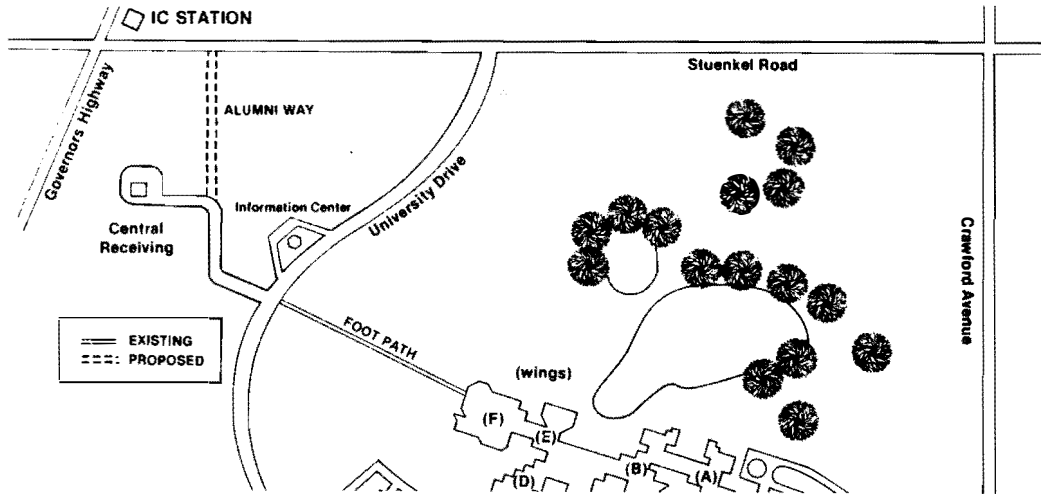 IC STATION
Stuenkel Road
Governors Highway
ALUMNI WAY
University Drive
Information Center
Central
Receiving
Crawford Avenue
EXISTING
PROPOSED
FOOT PATH
(wings)
(F)
(E)
(D)
(B)
(A)